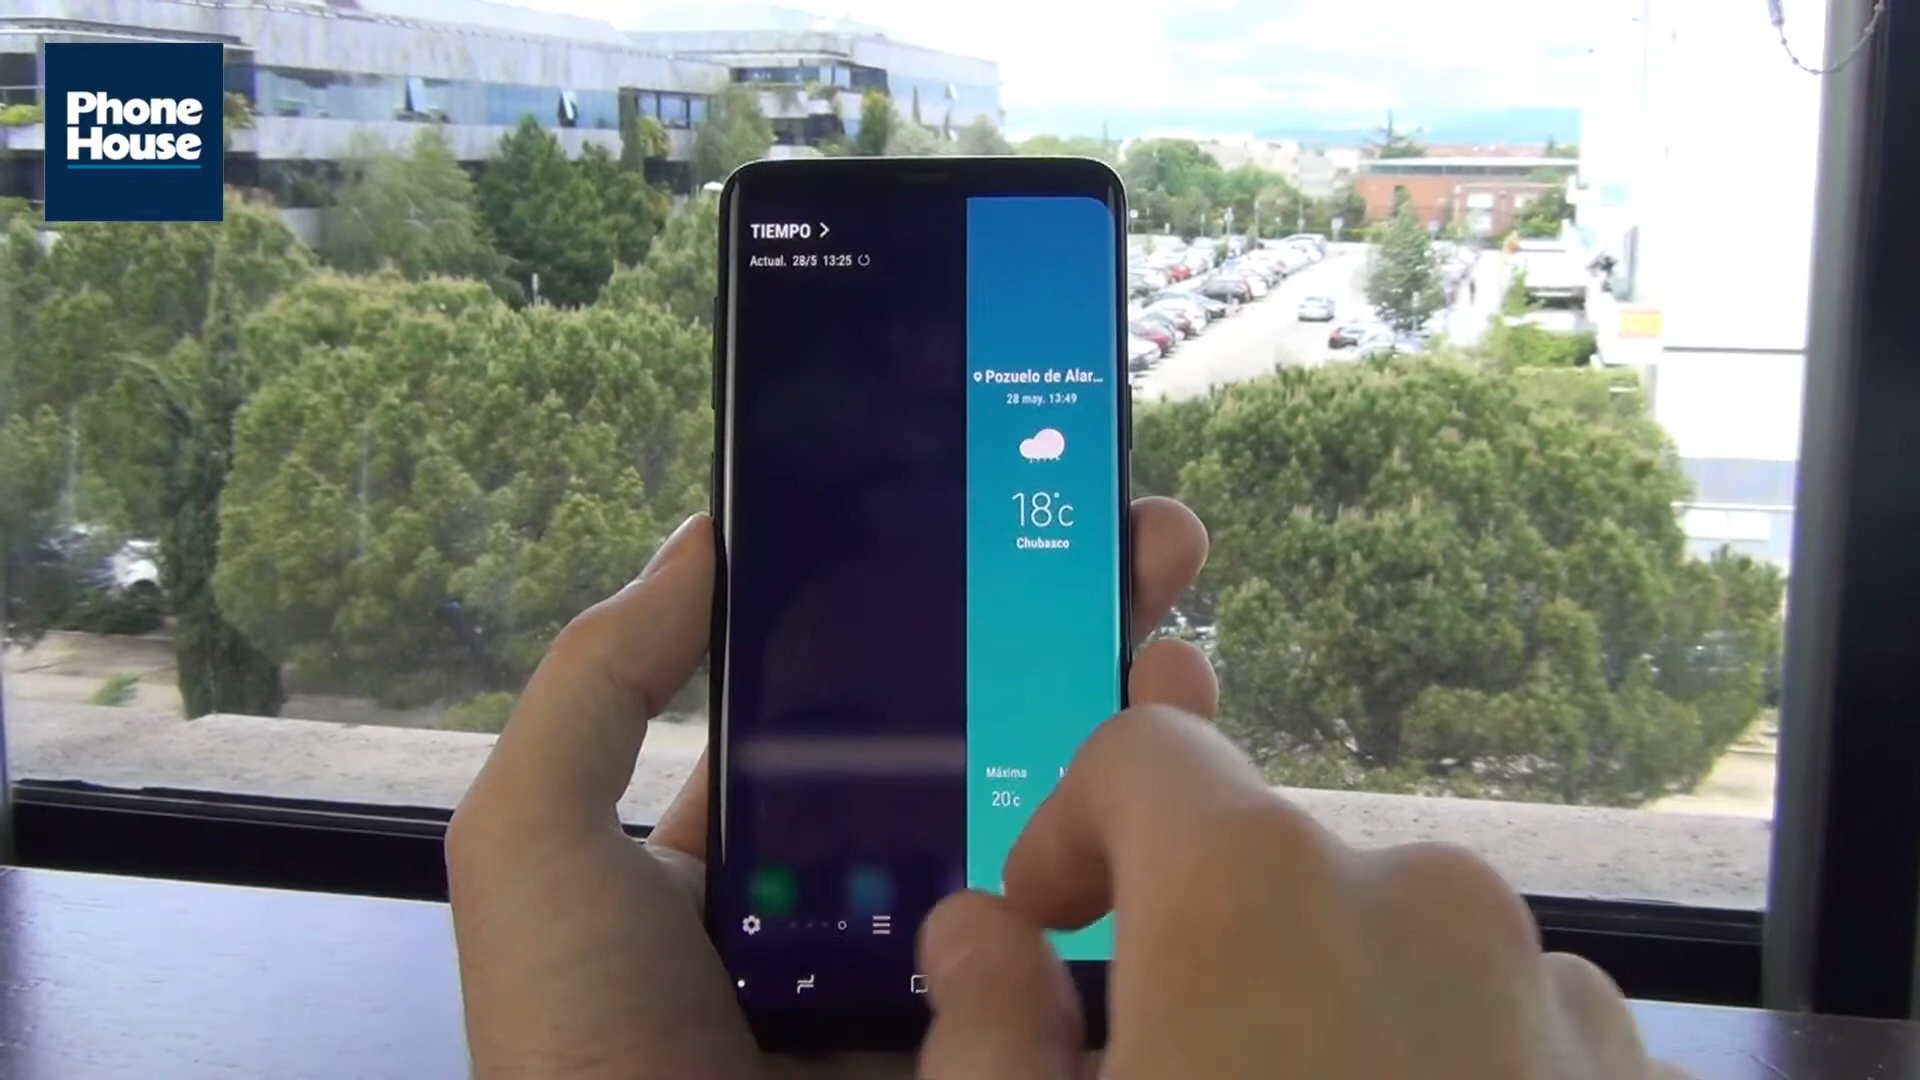 Phone
House
TIEMPO >
Actual. 28/5 13:25
Pozuelo de Alar...
28 may. 13:49
18°c
Chubasco
Máxima
20°c